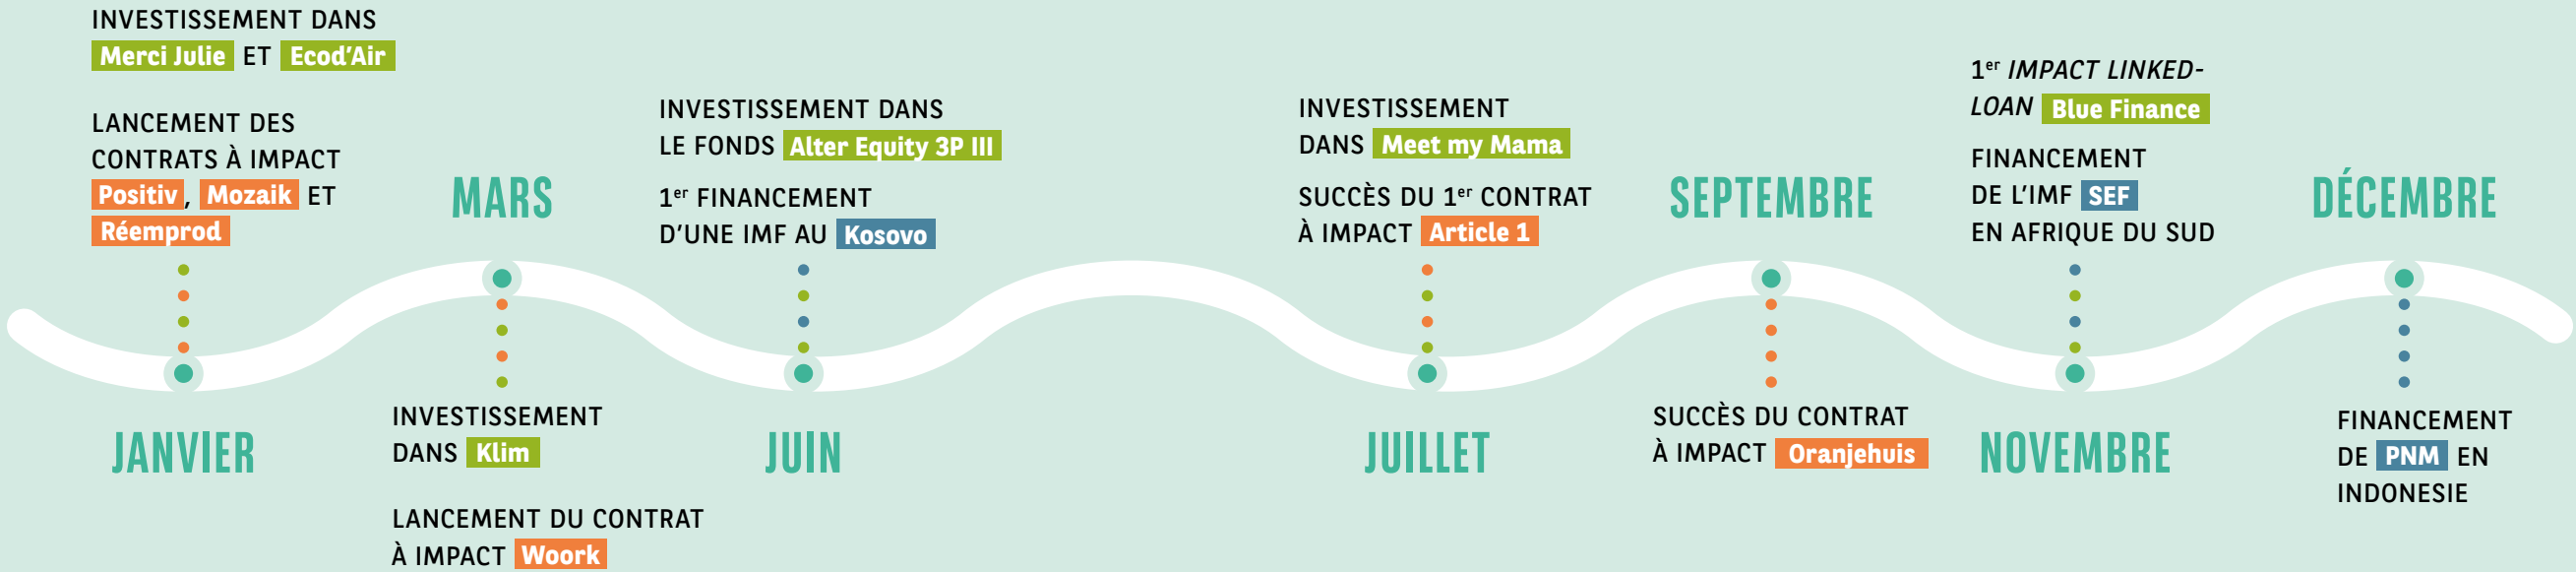 INVESTISSEMENT DANS
Merci Julie ET Ecod'Air
LANCEMENT DES
CONTRATS À IMPACT
Positiv, Mozaik ET
Réemprod
JANVIER
MARS
INVESTISSEMENT
DANS Klim
LANCEMENT DU CONTRAT
À IMPACT Woork
INVESTISSEMENT DANS
LE FONDS Alter Equity 3P III
1er FINANCEMENT
D'UNE IMF AU Kosovo
JUIN
INVESTISSEMENT
DANS Meet my Mama
SUCCÈS DU 1er CONTRAT
À IMPACT Article 1
JUILLET
SEPTEMBRE
SUCCÈS DU CONTRAT
À IMPACT Oranjehuis
1er IMPACT LINKED-
LOAN Blue Finance
FINANCEMENT
DE L'IMF SEF
EN AFRIQUE DU SUD
NOVEMBRE
DÉCEMBRE
FINANCEMENT
DE PNM EN
INDONESIE